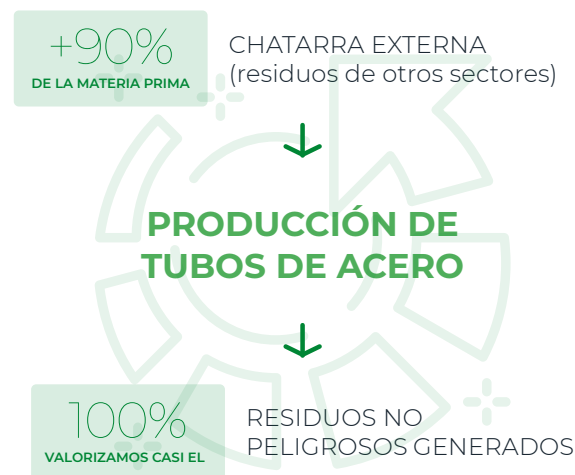 +90%
DE LA MATERIA PRIMA
CHATARRA EXTERNA
(residuos de otros sectores)
PRODUCCIÓN DE
TUBOS DE ACERO
100%
VALORIZAMOS CASI EL
RESIDUOS NO
PELIGROSOS GENERADOS